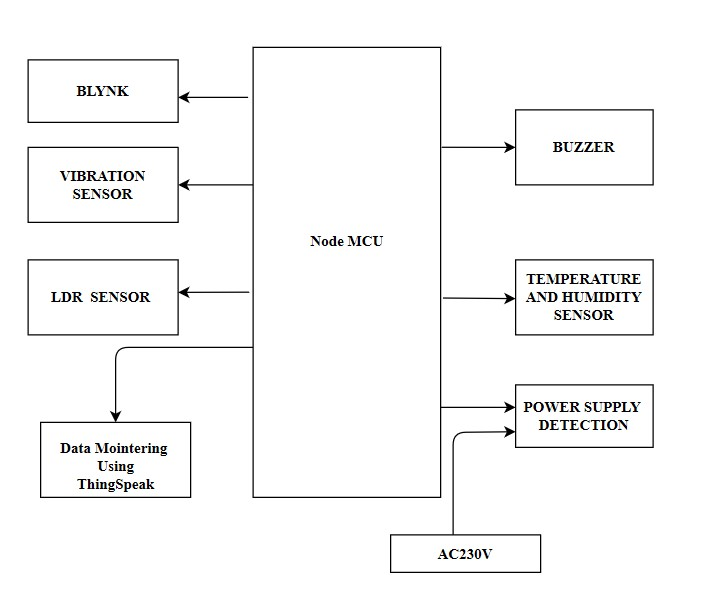 BLYNK
VIBRATION
SENSOR
LDR  SENSOR
Data Mointering
Using
ThingSpeak
Node MCU
BUZZER
TEMPERATURE
AND HUMIDITY
SENSOR
POWER SUPPLY
DETECTION
AC230V